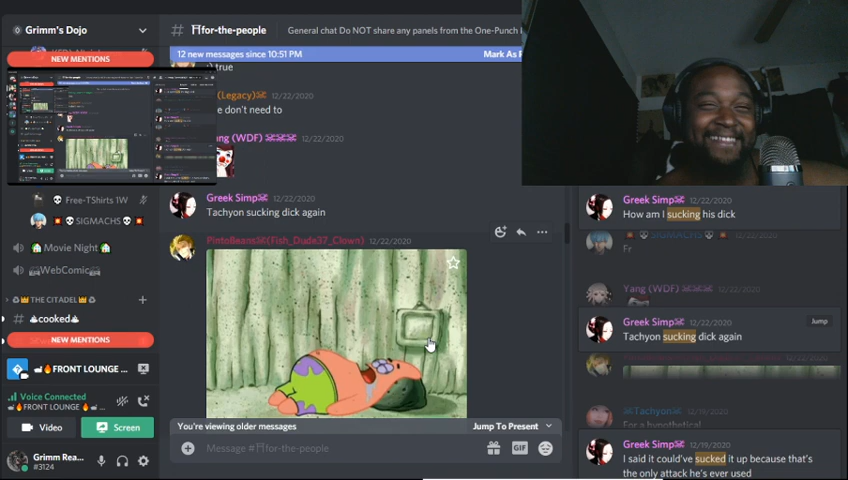 Grimm's Dojo
NEW MENTIONS
Free-TShirts 1W
SIGMACHS
Movie Night
WebComic
THE CITADEL
cooked
NEW MENTIONS
FRONT LOUNGE ...
Voice Connected
FRONT LOUNGE
Video
Screen
Grimm Rea...
#3124
# for-the-people
General chat Do NOT share any panels from the One-Punch
12 new messages since 10:51 PM
Mark As
true
(Legacy) 12/22/2020
e don't need to
ng (WDF) 12/22/2020
Greek Simp 12/22/2020
Tachyon sucking dick again
PintoBeans (Fish_Dude37_Clown) 12/22/2020
You're viewing older messages
Jump To Present
Message # for-the-people
GIF
Greek Simp 12/22/2020
How am I sucking his dick
SIGMACHS 12/22/2020
Fr
Yang (WDF) 12/22/2020
Greek Simp 12/22/2020
Jump
Tachyon sucking dick again
Tachyon 12/19/2020
For a hypothetical
Greek Simp 12/19/2020
I said it could've sucked it up because that's
the only attack he's ever used